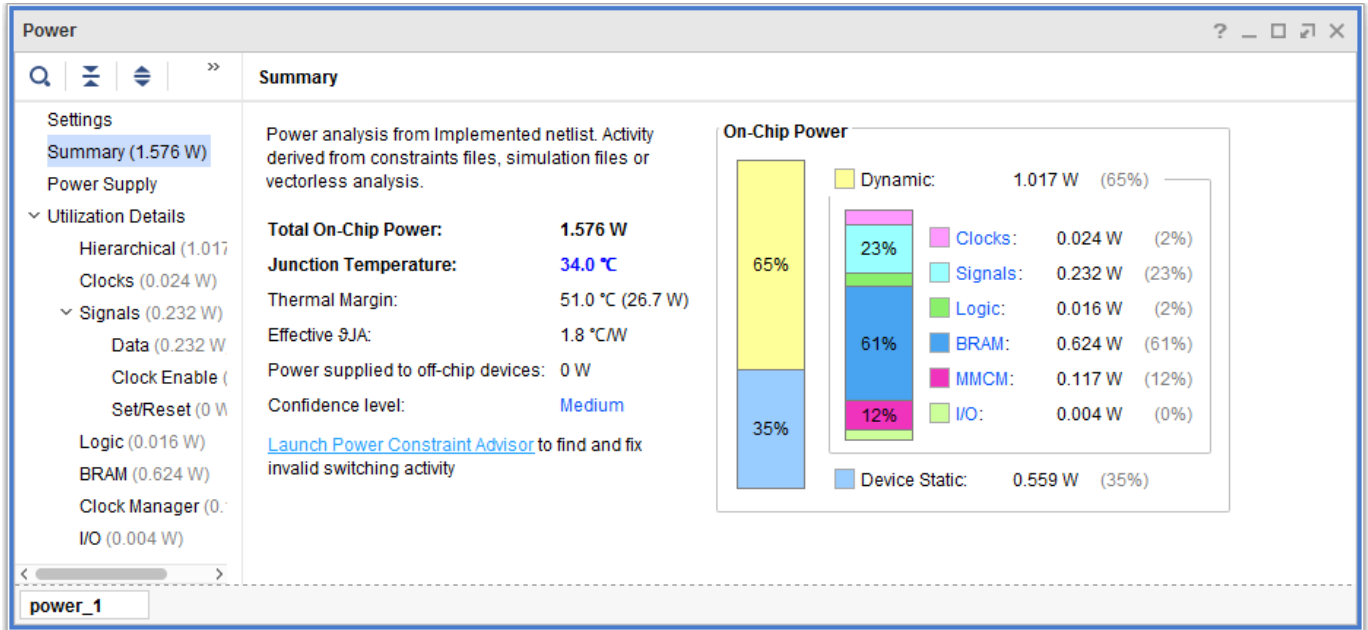 Power
Summary
Settings
Summary (1.576 W)
Power Supply
Utilization Details
Hierarchical (1.017
Clocks (0.024 W)
Signals (0.232 W)
Data (0.232 W
Clock Enable (
Set/Reset (0 W
Logic (0.016 W)
BRAM (0.624 W)
Clock Manager (0.
I/O (0.004 W)
Power analysis from Implemented netlist. Activity
derived from constraints files, simulation files or
vectorless analysis.
Total On-Chip Power: 1.576 W
Junction Temperature: 34.0 °C
Thermal Margin: 51.0 °C (26.7 W)
Effective ϑJA: 1.8 °C/W
Power supplied to off-chip devices: 0 W
Confidence level: Medium
Launch Power Constraint Advisor to find and fix
invalid switching activity
On-Chip Power
65%
35%
Dynamic: 1.017 W (65%)
23%
61%
12%
Clocks: 0.024 W (2%)
Signals: 0.232 W (23%)
Logic: 0.016 W (2%)
BRAM: 0.624 W (61%)
MMCM: 0.117 W (12%)
I/O: 0.004 W (0%)
Device Static: 0.559 W (35%)
power_1